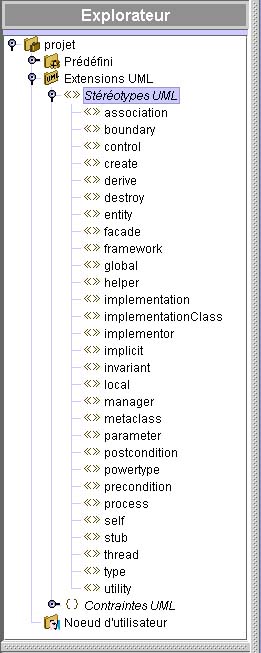 Explorateur
projet
Prédéfini
Extensions UML
<<>> Stéréotypes UML
<<>> association
<<>> boundary
<<>> control
<<>> create
<<>> derive
<<>> destroy
<<>> entity
<<>> facade
<<>> framework
<<>> global
<<>> helper
<<>> implementation
<<>> implementationClass
<<>> implementor
<<>> implicit
<<>> invariant
<<>> local
<<>> manager
<<>> metaclass
<<>> parameter
<<>> postcondition
<<>> powertype
<<>> precondition
<<>> process
<<>> self
<<>> stub
<<>> thread
<<>> type
<<>> utility
{} Contraintes UML
Noeud d'utilisateur